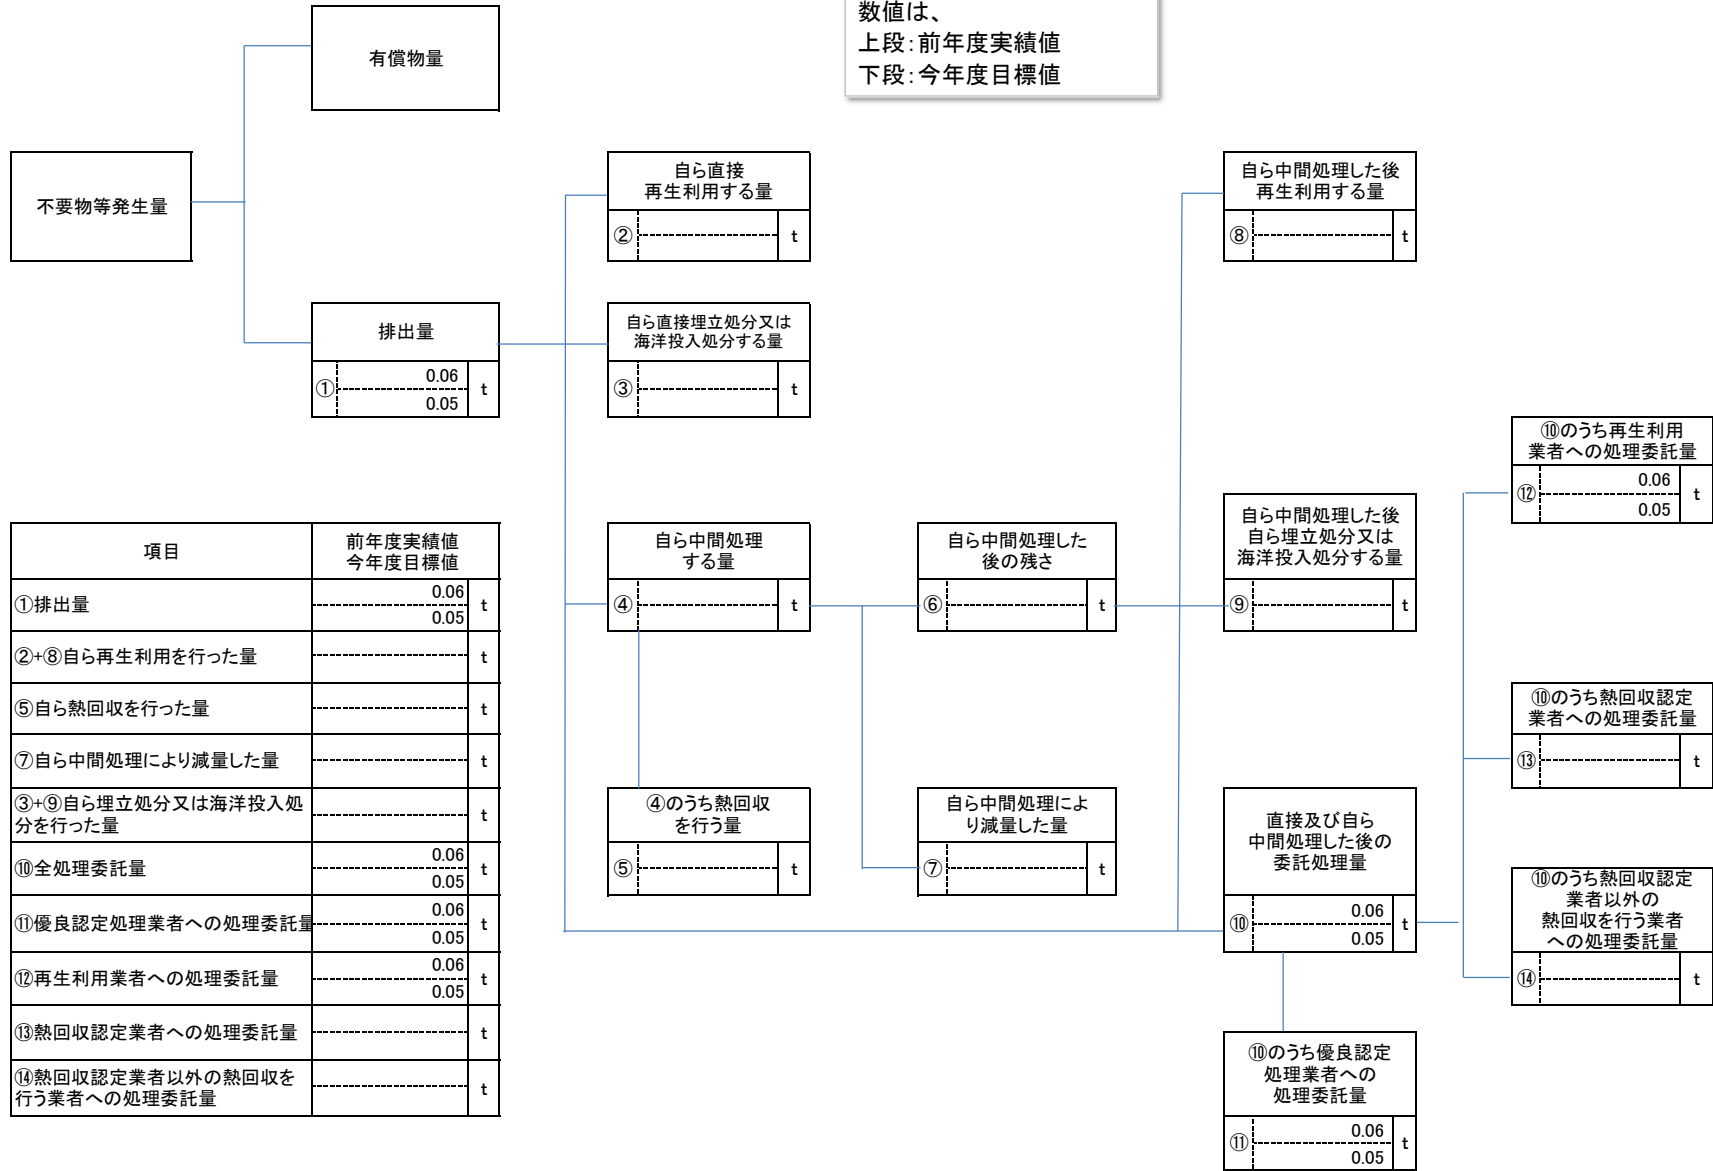 数値は、
上段：前年度実績値
下段：今年度目標値
有償物量
不要物等発生量
自ら直接
再生利用する量
② t
自ら中間処理した後
再生利用する量
⑧ t
排出量
① 0.06 t
0.05
自ら直接埋立処分又は
海洋投入処分する量
③ t
⑩のうち再生利用
業者への処理委託量
⑫ 0.06 t
0.05
自ら中間処理
する量
④ t
自ら中間処理した
後の残さ
⑥ t
自ら中間処理した後
自ら埋立処分又は
海洋投入処分する量
⑨ t
⑩のうち熱回収認定
業者への処理委託量
⑬ t
④のうち熱回収
を行う量
⑤ t
自ら中間処理によ
り減量した量
⑦ t
直接及び自ら
中間処理した後の
委託処理量
⑩ 0.06 t
0.05
⑩のうち熱回収認定
業者以外の
熱回収を行う業者
への処理委託量
⑭ t
⑩のうち優良認定
処理業者への
処理委託量
⑪ 0.06 t
0.05
項目 前年度実績値
今年度目標値
①排出量 0.06 t
0.05
②+⑧自ら再生利用を行った量 t
⑤自ら熱回収を行った量 t
⑦自ら中間処理により減量した量 t
③+⑨自ら埋立処分又は海洋投入処
分を行った量 t
⑩全処理委託量 0.06 t
0.05
⑪優良認定処理業者への処理委託量 0.06 t
0.05
⑫再生利用業者への処理委託量 0.06 t
0.05
⑬熱回収認定業者への処理委託量 t
⑭熱回収認定業者以外の熱回収を
行う業者への処理委託量 t